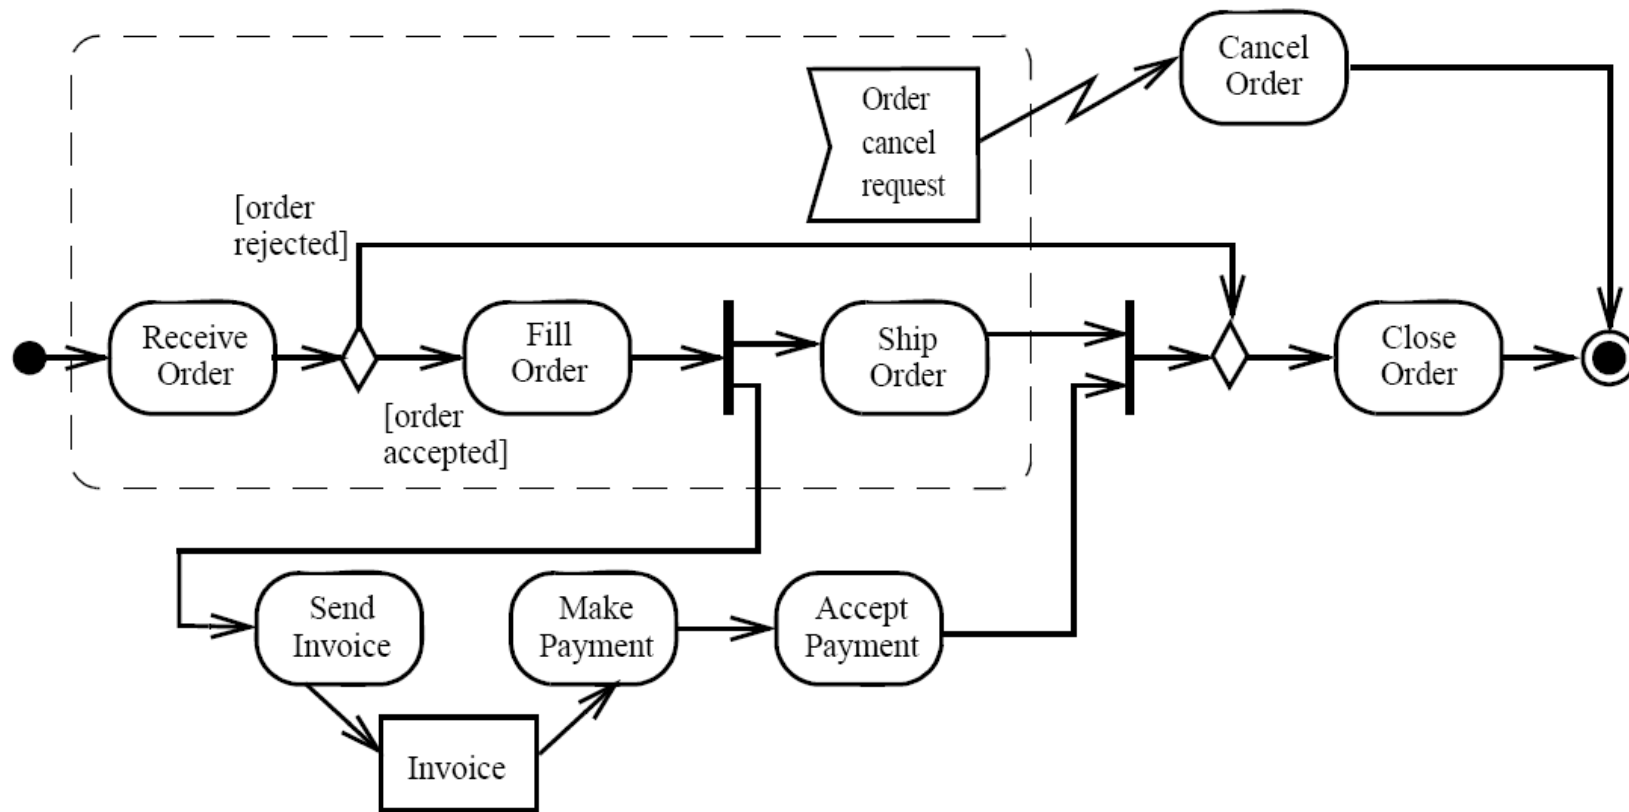 Cancel
Order
Order
cancel
request
[order
rejected]
Receive
Order
Fill
Order
Ship
Order
Close
Order
[order
accepted]
Send
Invoice
Make
Payment
Accept
Payment
Invoice